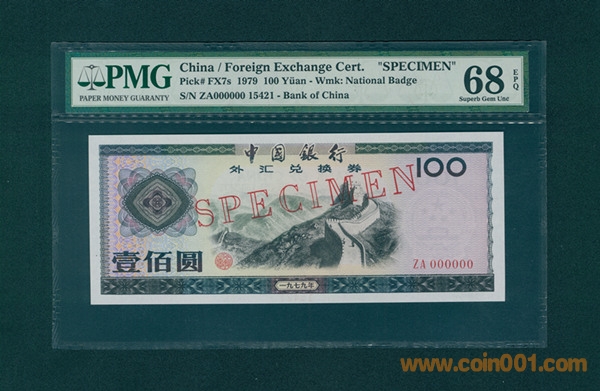 PMG
PAPER MONEY GUARANTY
China / Foreign Exchange Cert. "SPECIMEN"
Pick# FX7s 1979 100 Yüan - Wmk: National Badge
S/N ZA000000 15421 - Bank of China
68 EPQ
Superb Gem Unc
中国银行
外汇兑换券
100
SPECIMEN
壹佰圆
ZA 000000
一九七九年
www.coin001.com